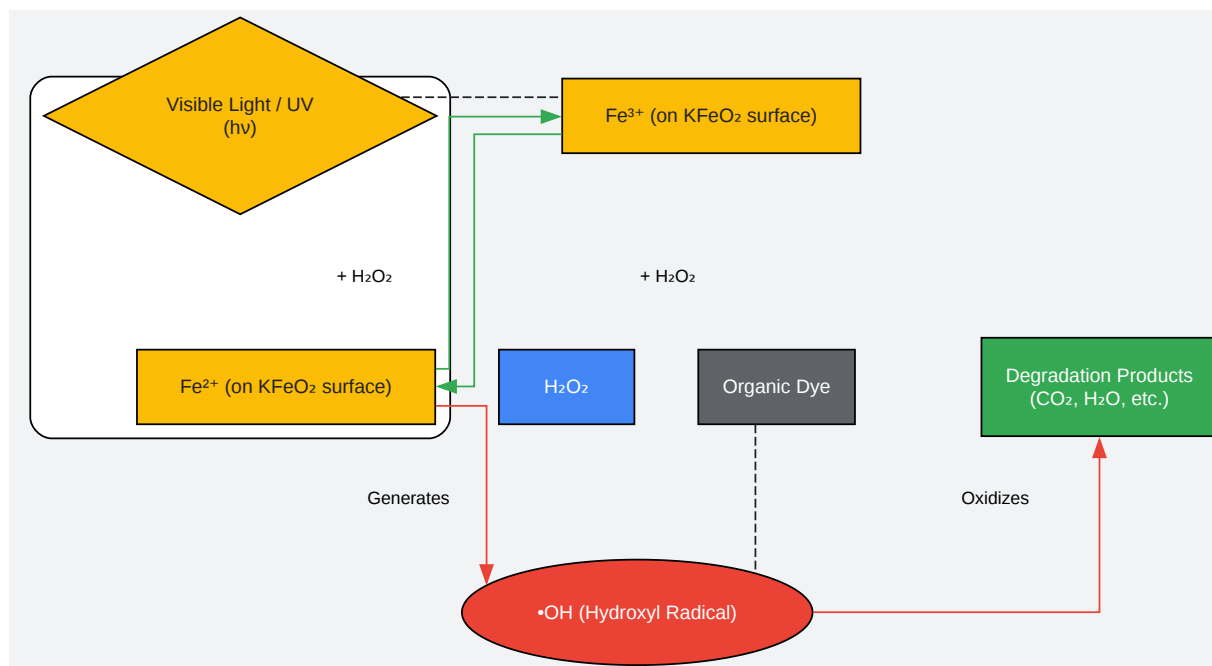 Visible Light / UV
(hν)
Fe³⁺ (on KFeO₂ surface)
+ H₂O₂
+ H₂O₂
Fe²⁺ (on KFeO₂ surface)
H₂O₂
Organic Dye
Degradation Products
(CO₂, H₂O, etc.)
Generates
Oxidizes
•OH (Hydroxyl Radical)